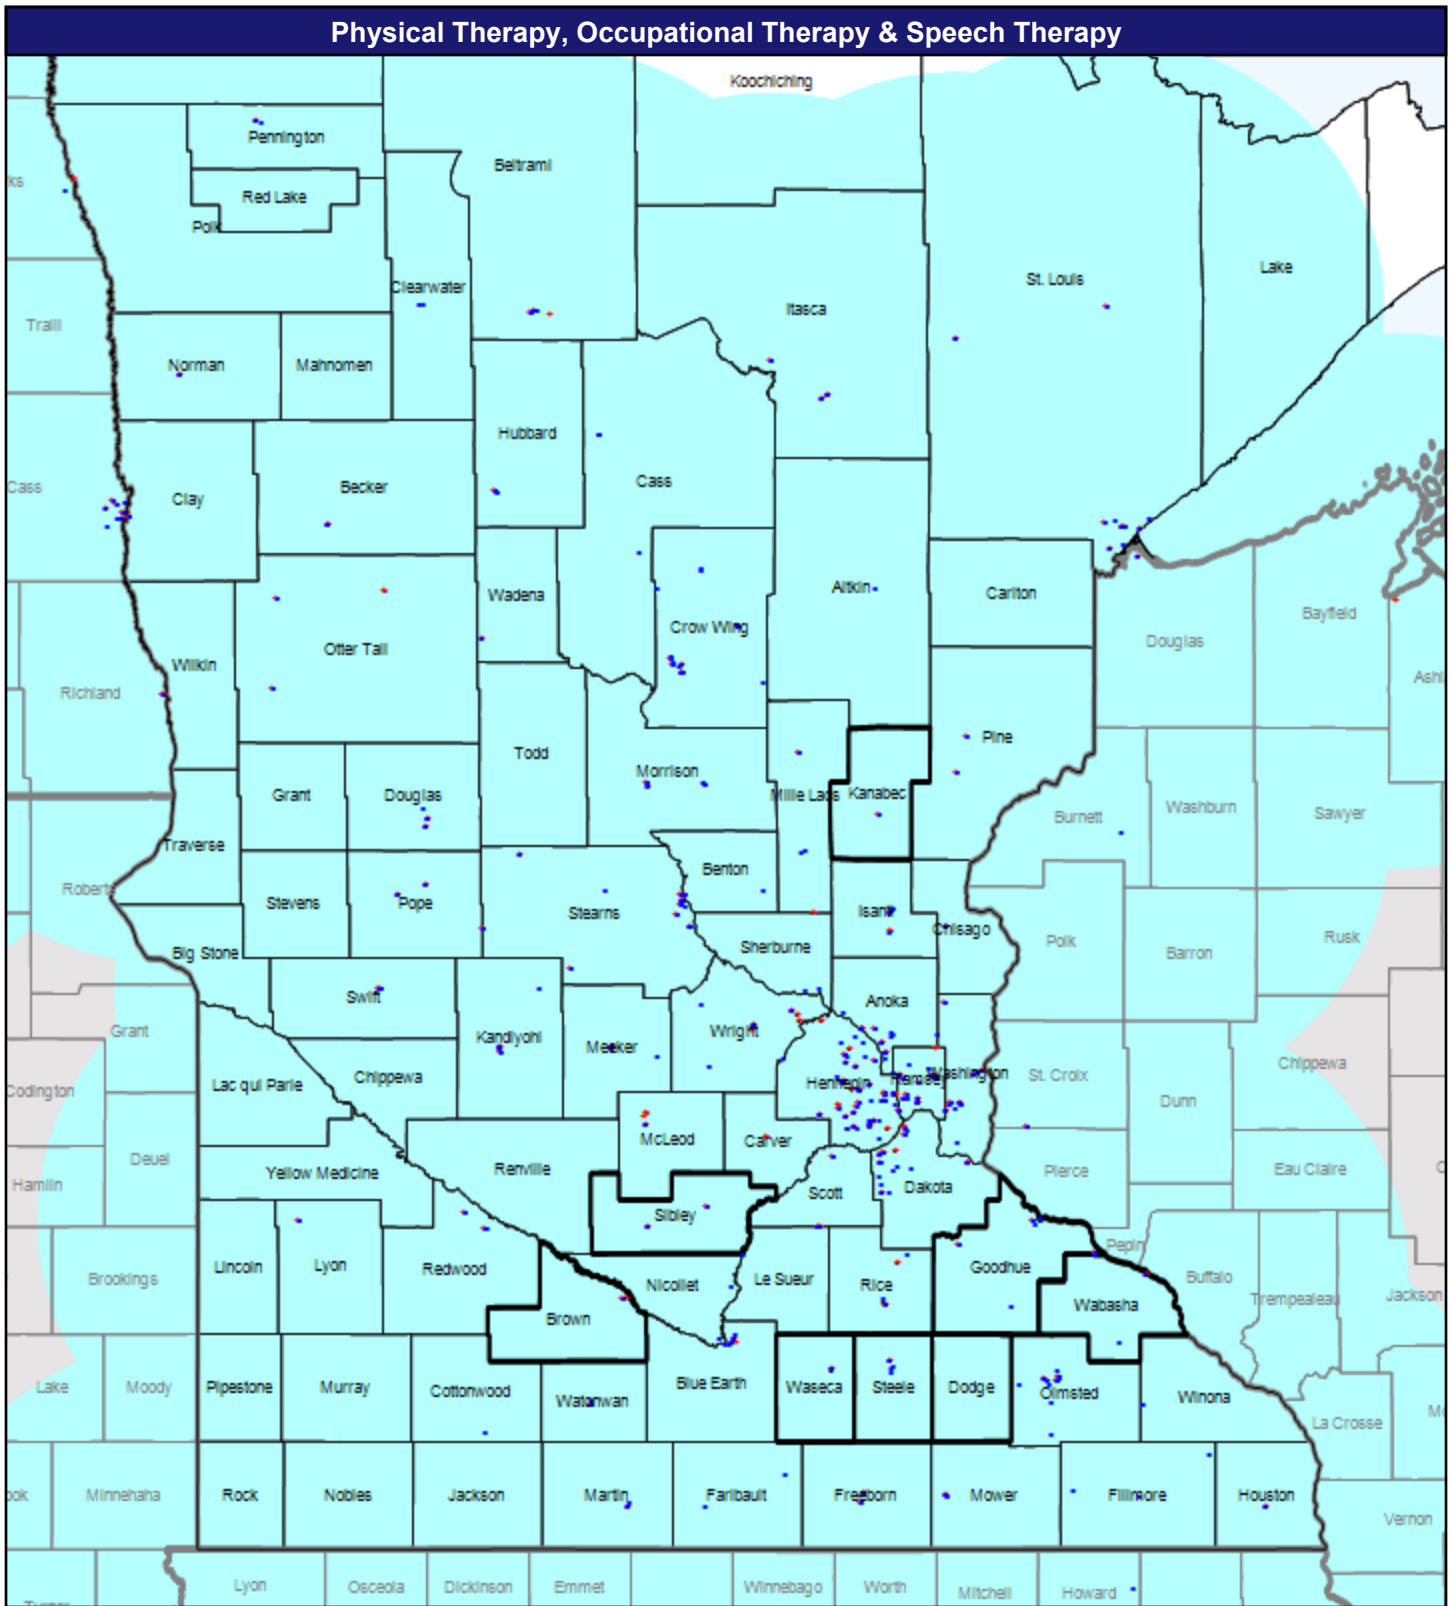 Physical Therapy, Occupational Therapy & Speech Therapy
Koochiching
Pennington
Beltrami
ks
Red Lake
Polk
Lake
St. Louis
Clearwater
Itasca
Traill
Norman
Mahnomen
Hubbard
Cass
Cass
Becker
Clay
Aitkin
Carlton
Wadena
Bayfield
Crow Wing
Douglas
Otter Tail
Wilkin
Ashl
Richland
Pine
Todd
Morrison
Kanabec
Mille Lacs
Grant
Douglas
Washburn
Sawyer
Burnett
Traverse
Benton
Roberts
Stevens
Pope
Stearns
Isanti
Chisago
Rusk
Polk
Sherburne
Barron
Big Stone
Swift
Anoka
Grant
Wright
Kandiyohi
Meeker
Chippewa
Washington
St. Croix
Chippewa
Hennepin
Ramsey
Lac qui Parle
Codington
Dunn
McLeod
Carver
Deuel
Renville
Yellow Medicine
Pierce
Eau Claire
Hamlin
Dakota
Scott
Sibley
Pepin
Goodhue
Lincoln
Lyon
Redwood
Brookings
Le Sueur
Nicollet
Rice
Buffalo
Jackson
Trempealeau
Wabasha
Brown
Lake
Moody
Pipestone
Murray
Cottonwood
Blue Earth
Waseca
Steele
Dodge
Olmsted
Winona
Watonwan
La Crosse
Minnehaha
Rock
Nobles
Jackson
Martin
Faribault
Freeborn
Mower
Fillmore
Houston
Vernon
Lyon
Osceola
Dickinson
Emmet
Winnebago
Worth
Mitchell
Howard